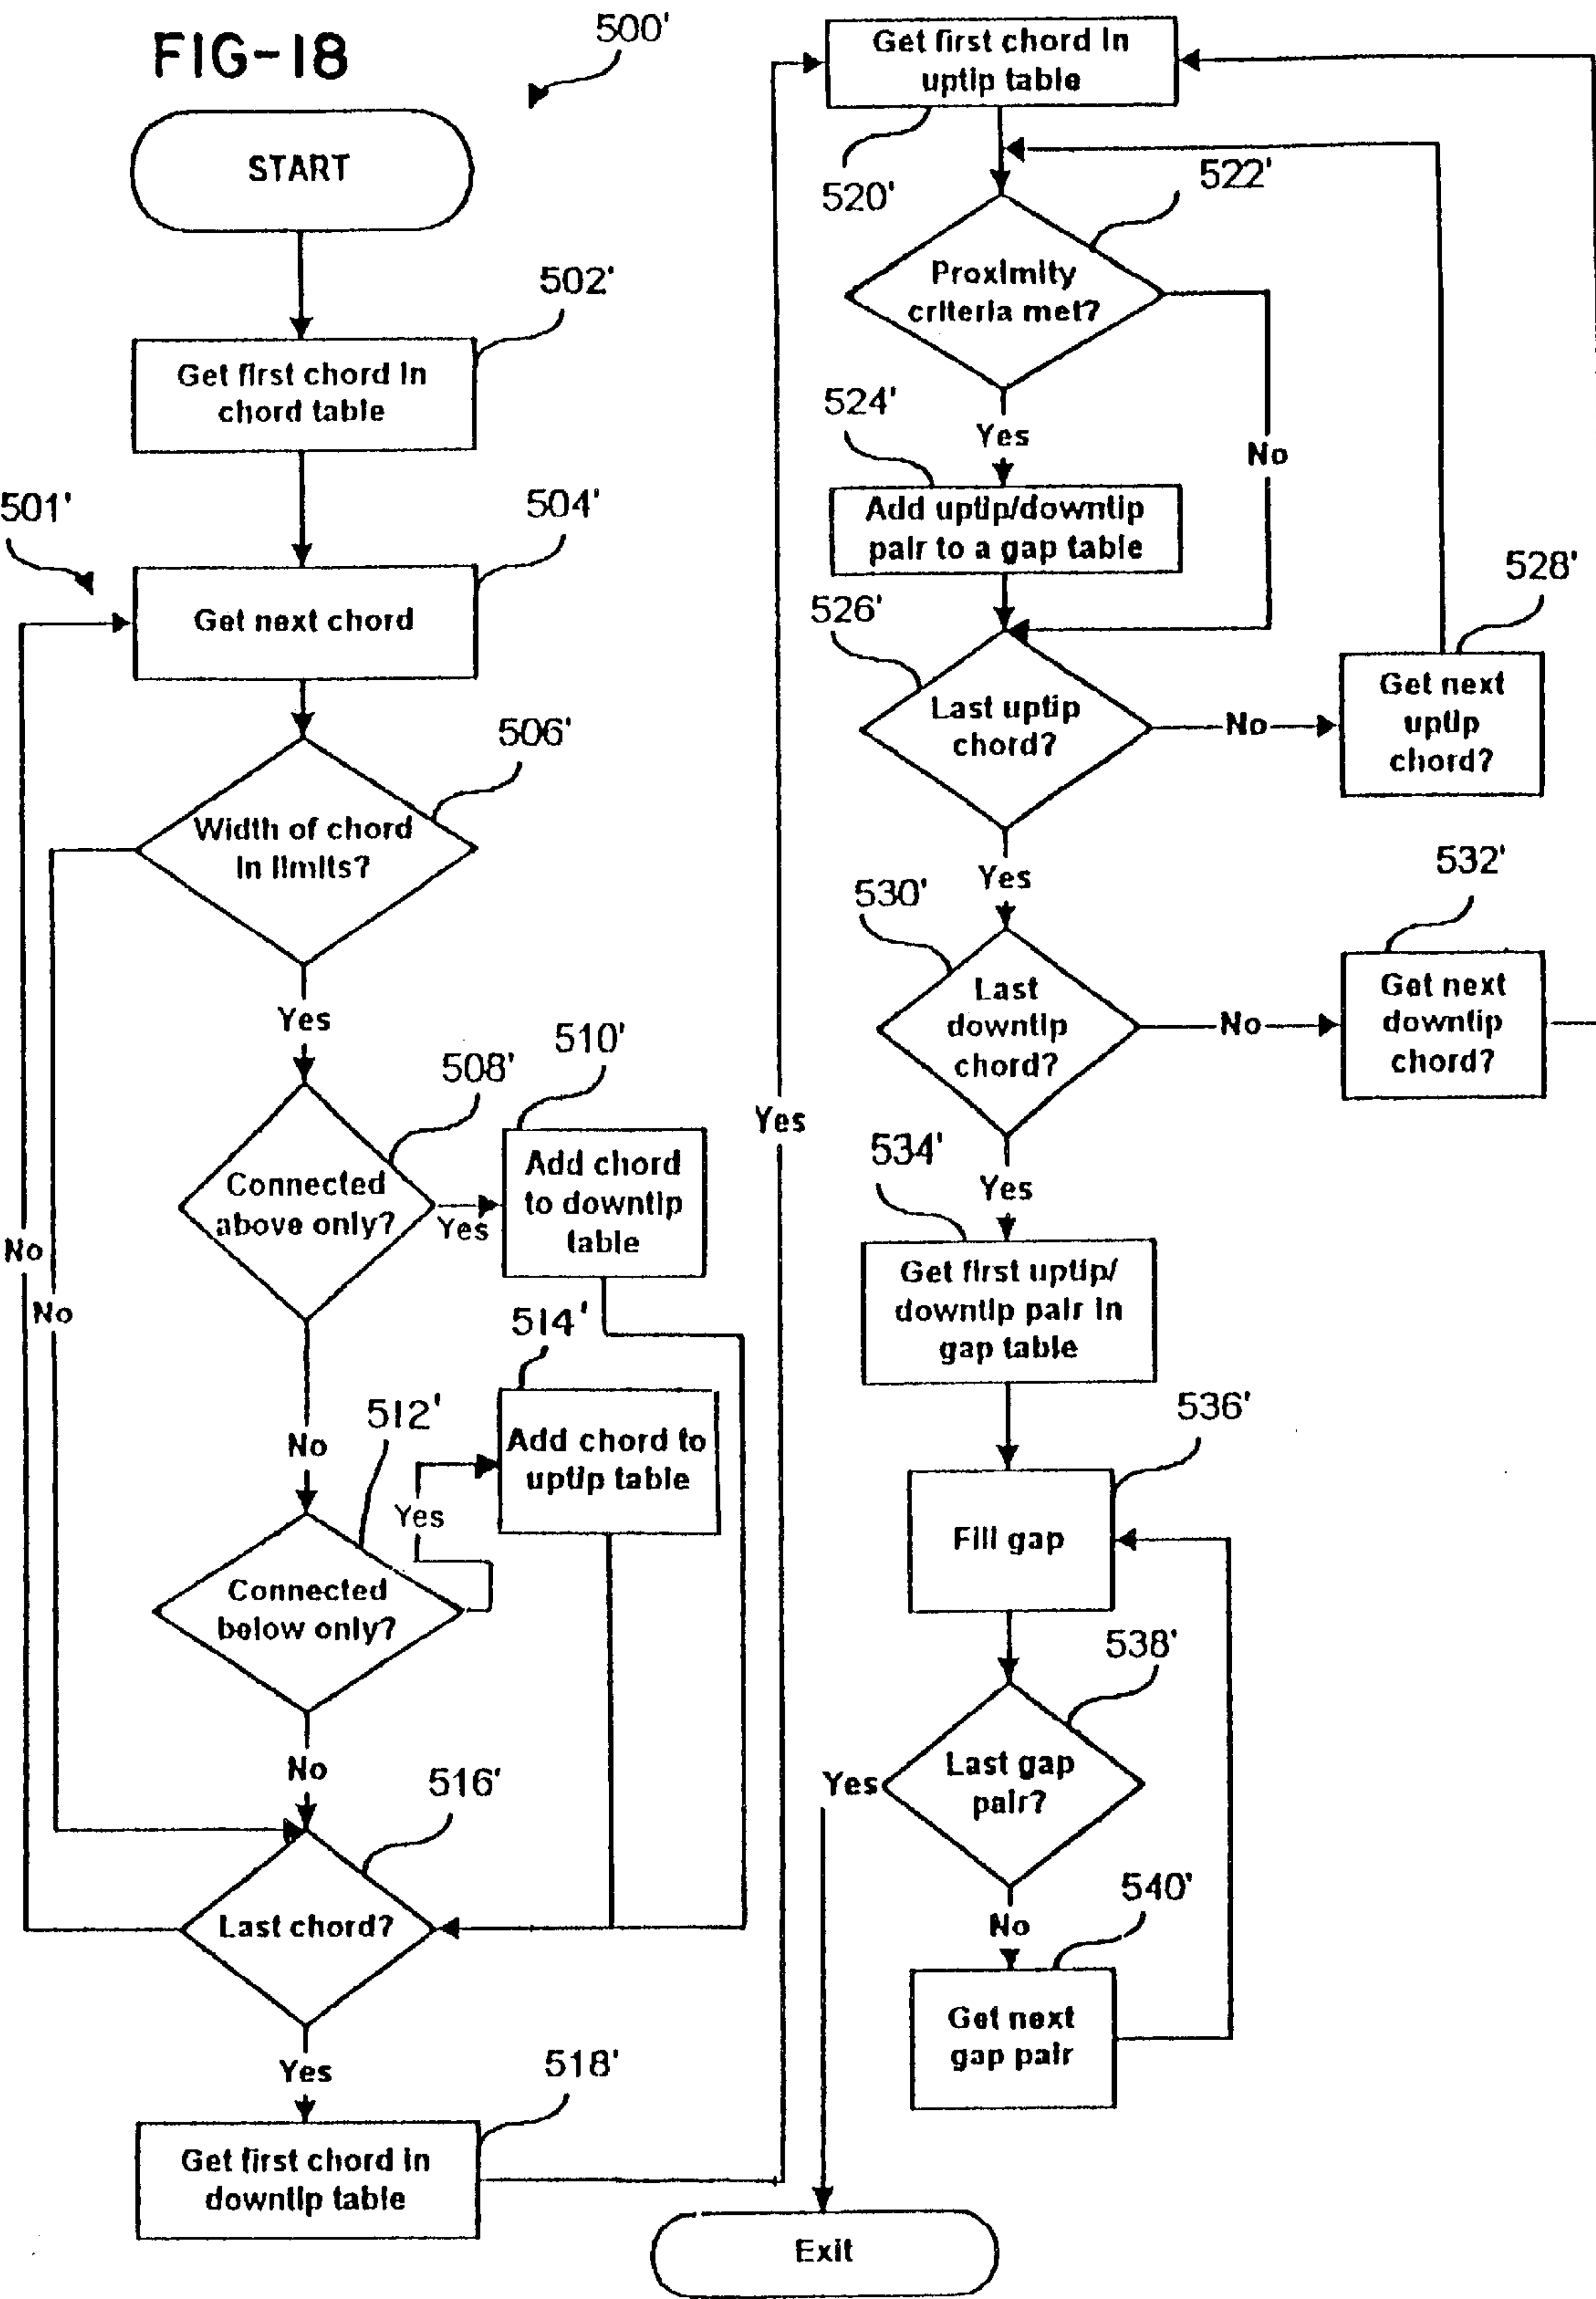 FIG-18
500'
START
502'
Get first chord in
chord table
501'
504'
Get next chord
506'
Width of chord
in limits?
Yes
No
508'
Connected
above only?
Yes
510'
Add chord
to downtip
table
No
No
512'
Connected
below only?
Yes
514'
Add chord to
uptip table
No
516'
Last chord?
Yes
518'
Get first chord in
downtip table
Yes
Get first chord in
uptip table
520'
522'
Proximity
criteria met?
No
524'
Yes
Add uptip/downtip
pair to a gap table
526'
Last uptip
chord?
No
528'
Get next
uptip
chord?
Yes
530'
Last
downtip
chord?
No
532'
Get next
downtip
chord?
Yes
534'
Get first uptip/
downtip pair in
gap table
536'
Fill gap
538'
Last gap
pair?
Yes
No
540'
Get next
gap pair
Exit